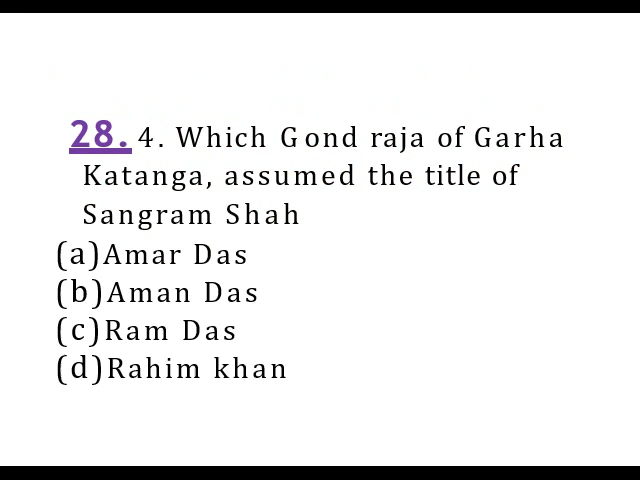 28. 4. Which Gond raja of Garha
Katanga, assumed the title of
Sangram Shah
(a)Amar Das
(b)Aman Das
(c)Ram Das
(d)Rahim khan